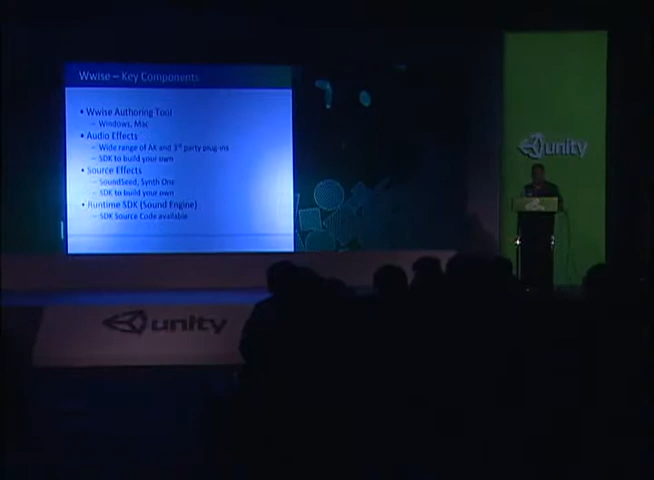 Wwise – Key Components
• Wwise Authoring Tool
– Windows, Mac
• Audio Effects
– Wide range of AK and 3rd party plug-ins
– SDK to build your own
• Source Effects
– SoundSeed, Synth One
– SDK to build your own
• Runtime SDK (Sound Engine)
– SDK Source Code available
unity
unity